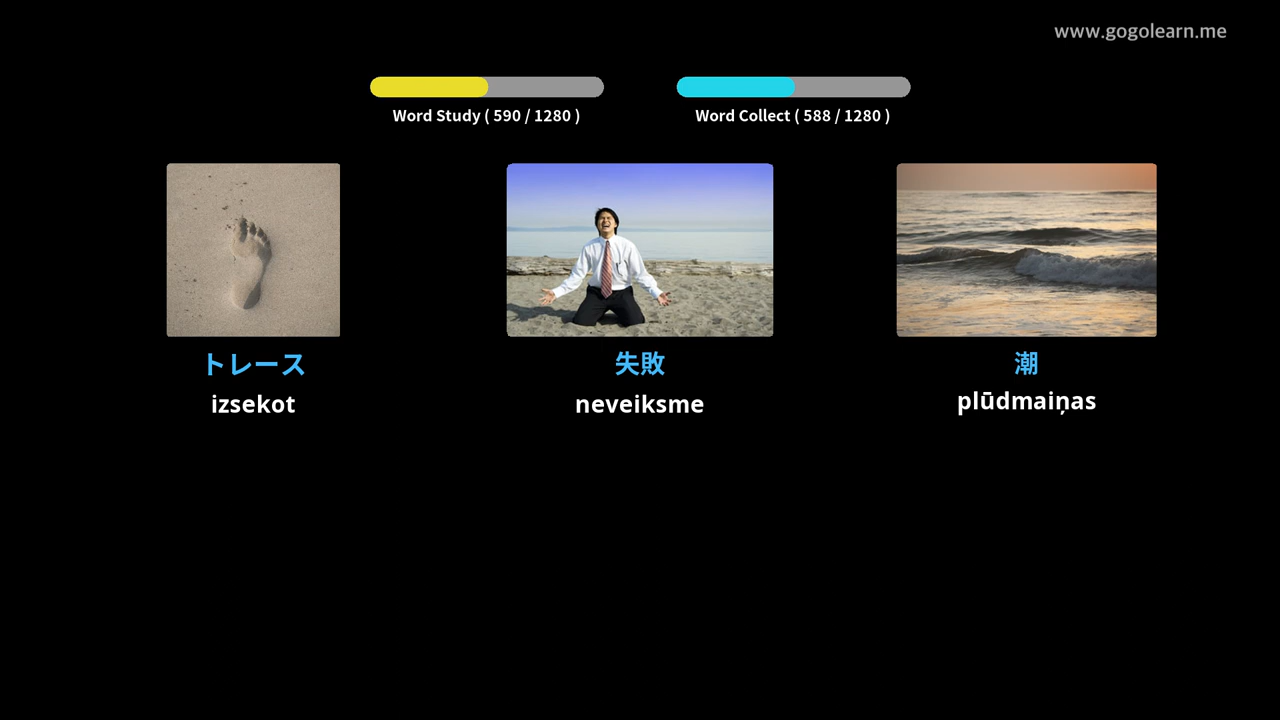 www.gogolearn.me
Word Study ( 590 / 1280 )
Word Collect ( 588 / 1280 )
トレース
失敗
潮
izsekot
neveiksme
plūdmaiņas